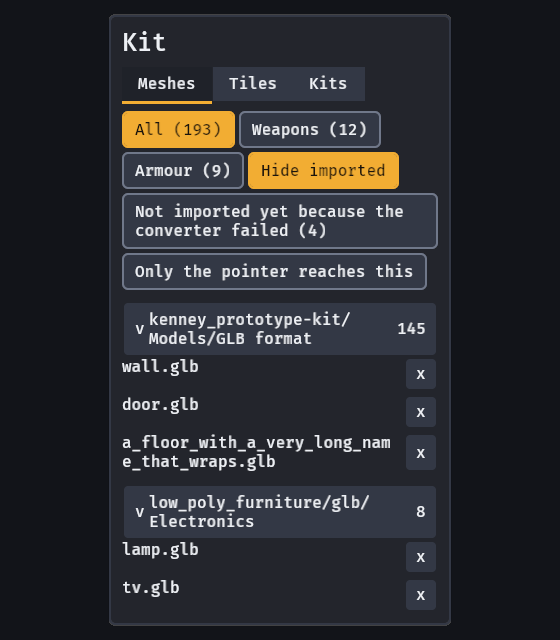 Kit
Meshes Tiles Kits
All (193) Weapons (12)
Armour (9) Hide imported
Not imported yet because the
converter failed (4)
Only the pointer reaches this
v kenney_prototype-kit/
Models/GLB format 145
wall.glb x
door.glb x
a_floor_with_a_very_long_nam
e_that_wraps.glb x
v low_poly_furniture/glb/
Electronics 8
lamp.glb x
tv.glb x